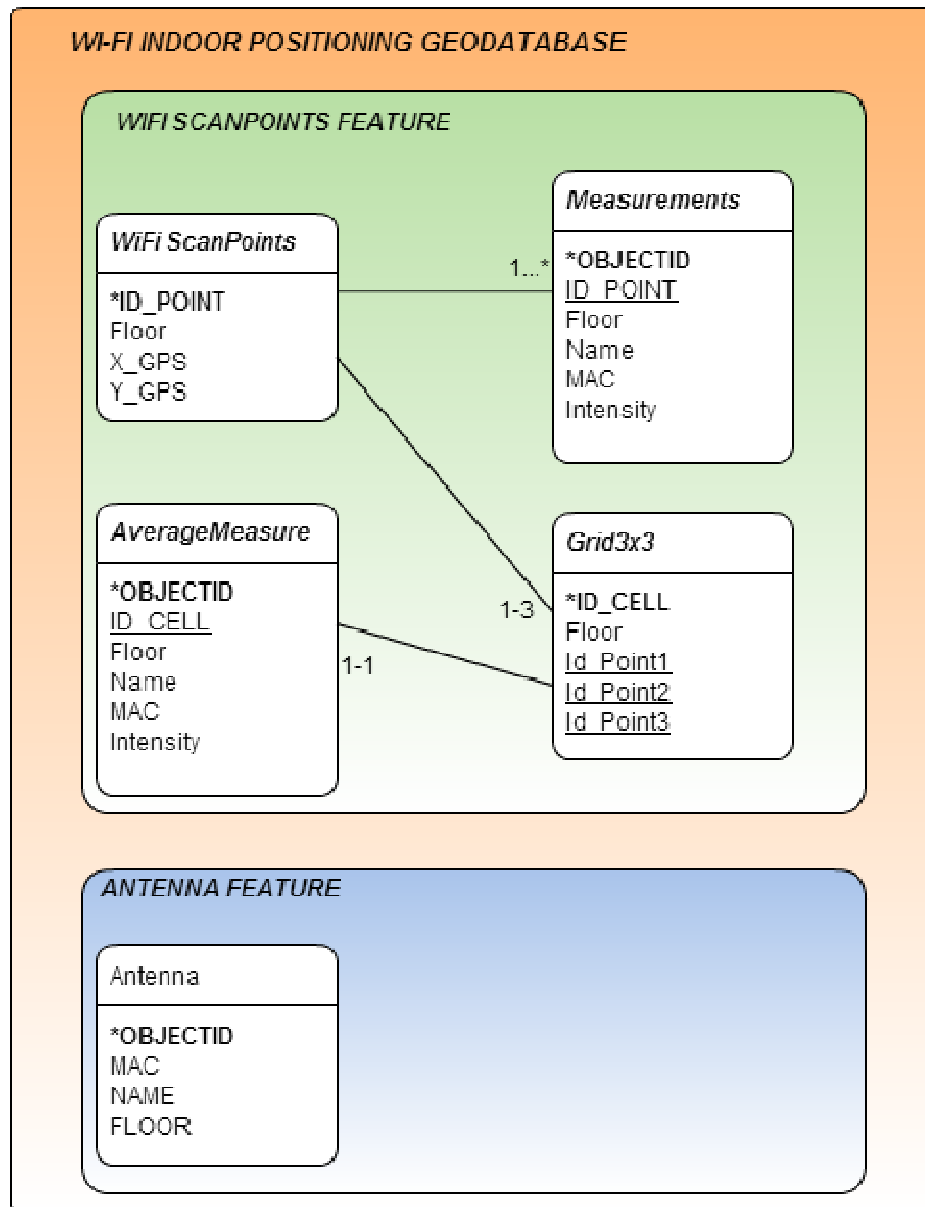 WI-FI INDOOR POSITIONING GEODATABASE
WIFI SCANPOINTS FEATURE
WiFi ScanPoints
*ID_POINT
Floor
X_GPS
Y_GPS
1...*
Measurements
*OBJECTID
ID_POINT
Floor
Name
MAC
Intensity
AverageMeasure
*OBJECTID
ID_CELL
Floor
Name
MAC
Intensity
1-3
1-1
Grid3x3
*ID_CELL
Floor
Id_Point1
Id_Point2
Id_Point3
ANTENNA FEATURE
Antenna
*OBJECTID
MAC
NAME
FLOOR